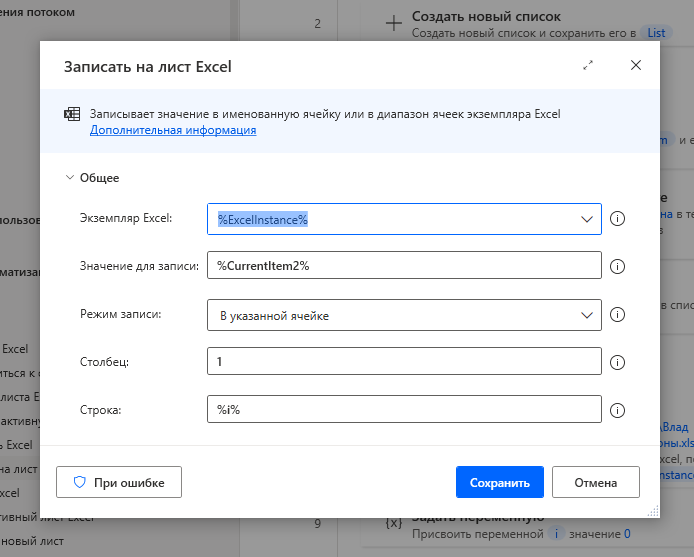 ения потоком
2
Создать новый список
Создать новый список и сохранить его в List
Записать на лист Excel
Записывает значение в именованную ячейку или в диапазон ячеек экземпляра Excel
Дополнительная информация
Общее
Экземпляр Excel:
%ExcelInstance%
Значение для записи:
%CurrentItem2%
Режим записи:
В указанной ячейке
Столбец:
1
Строка:
%i%
При ошибке
Сохранить
Отмена
m и е
е
на в те
в
в спис
\Влад
оны.xls
xcel, по
nstance
пользов
матизац
Excel
иться к с
листа E
активну
ь Excel
на лист
xcel
тивный лист Excel
новый лист
9
{x}
Задать переменную
Присвоить переменной i значение 0